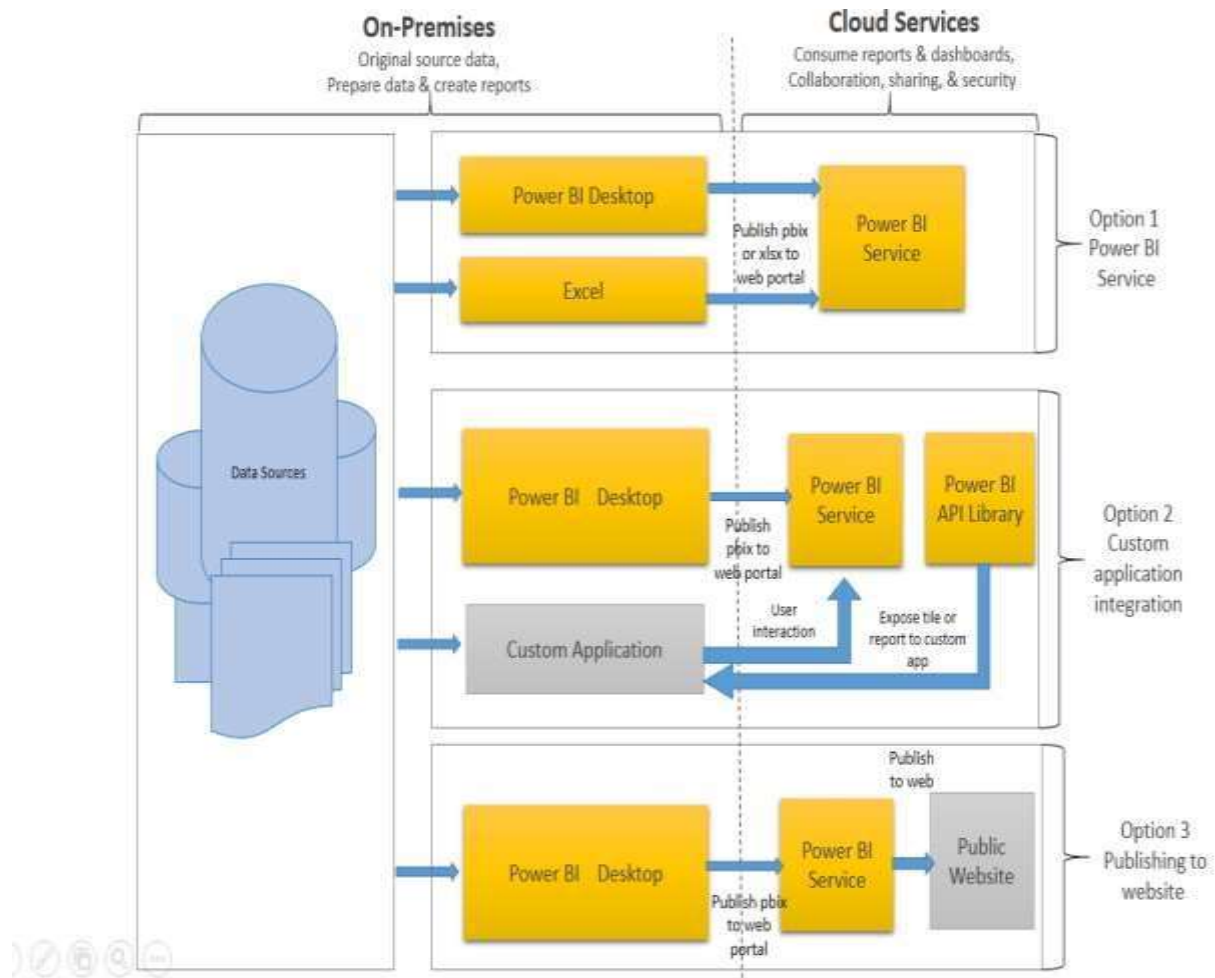 On-Premises
Original source data,
Prepare data & create reports
Cloud Services
Consume reports & dashboards,
Collaboration, sharing, & security
Data Sources
Power BI Desktop
Excel
Publish pbix
or xlsx to
web portal
Power BI
Service
Option 1
Power BI
Service
Power BI Desktop
Publish
pbix to
web portal
Power BI
Service
Power BI
API Library
Custom Application
User
interaction
Expose tile or
report to custom
app
Option 2
Custom
application
integration
Power BI Desktop
Publish pbix
to web
portal
Power BI
Service
Publish
to web
Public
Website
Option 3
Publishing to
website